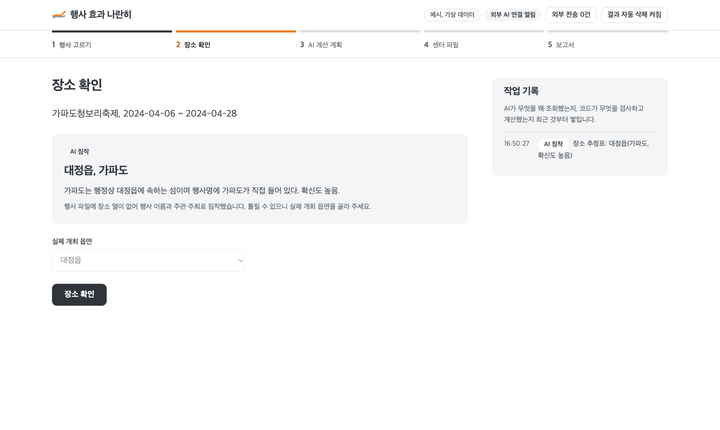 행사 효과 나란히
예시, 가상 데이터
외부 AI 연결 열림
외부 전송 0건
결과 자동 삭제 켜짐
1 행사 고르기
2 장소 확인
3 AI 계산 계획
4 센터 파일
5 보고서
장소 확인
가파도청보리축제, 2024-04-06 ~ 2024-04-28
AI 짐작
대정읍, 가파도
가파도는 행정상 대정읍에 속하는 섬이며 행사명에 가파도가 직접 들어 있다. 확신도 높음.
행사 파일에 장소 열이 없어 행사 이름과 주관·주최로 짐작했습니다. 틀릴 수 있으니 실제 개최 읍면을 골라 주세요.
실제 개최 읍면
대정읍
장소 확인
작업 기록
AI가 무엇을 왜 조회했는지, 코드가 무엇을 검사하고
계산했는지 최근 것부터 쌓입니다.
16:50:27 AI 짐작 장소 추정표: 대정읍(가파도,
확신도 높음)